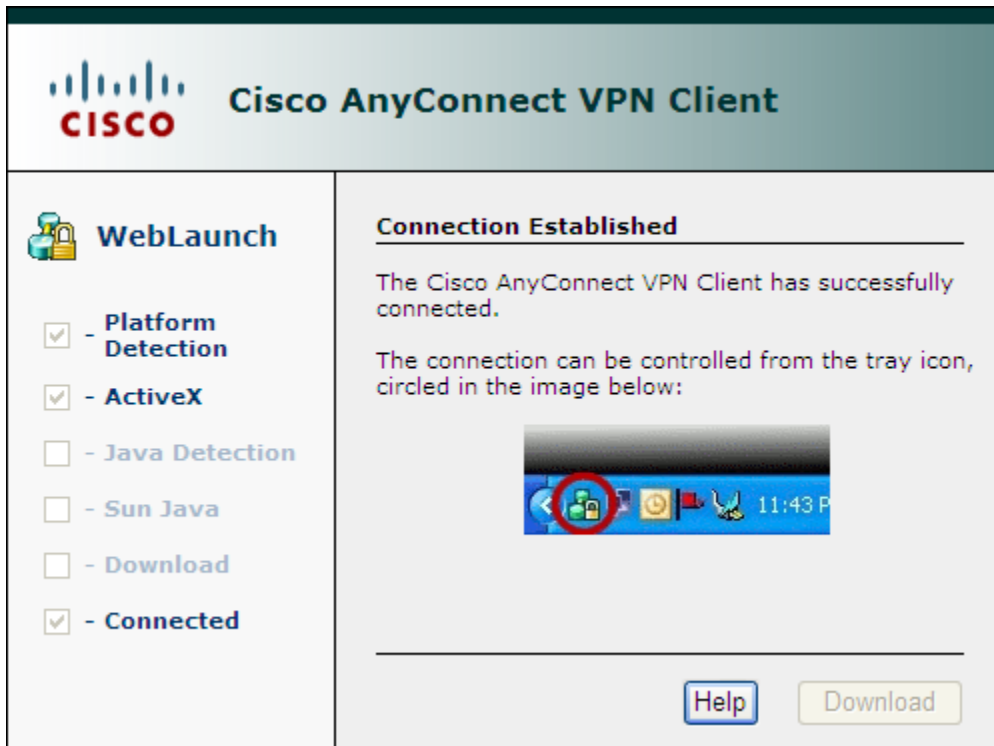 CISCO
Cisco AnyConnect VPN Client
WebLaunch
- Platform
Detection
- ActiveX
- Java Detection
- Sun Java
- Download
- Connected
Connection Established
The Cisco AnyConnect VPN Client has successfully
connected.
The connection can be controlled from the tray icon,
circled in the image below:
11:43 P
Help
Download